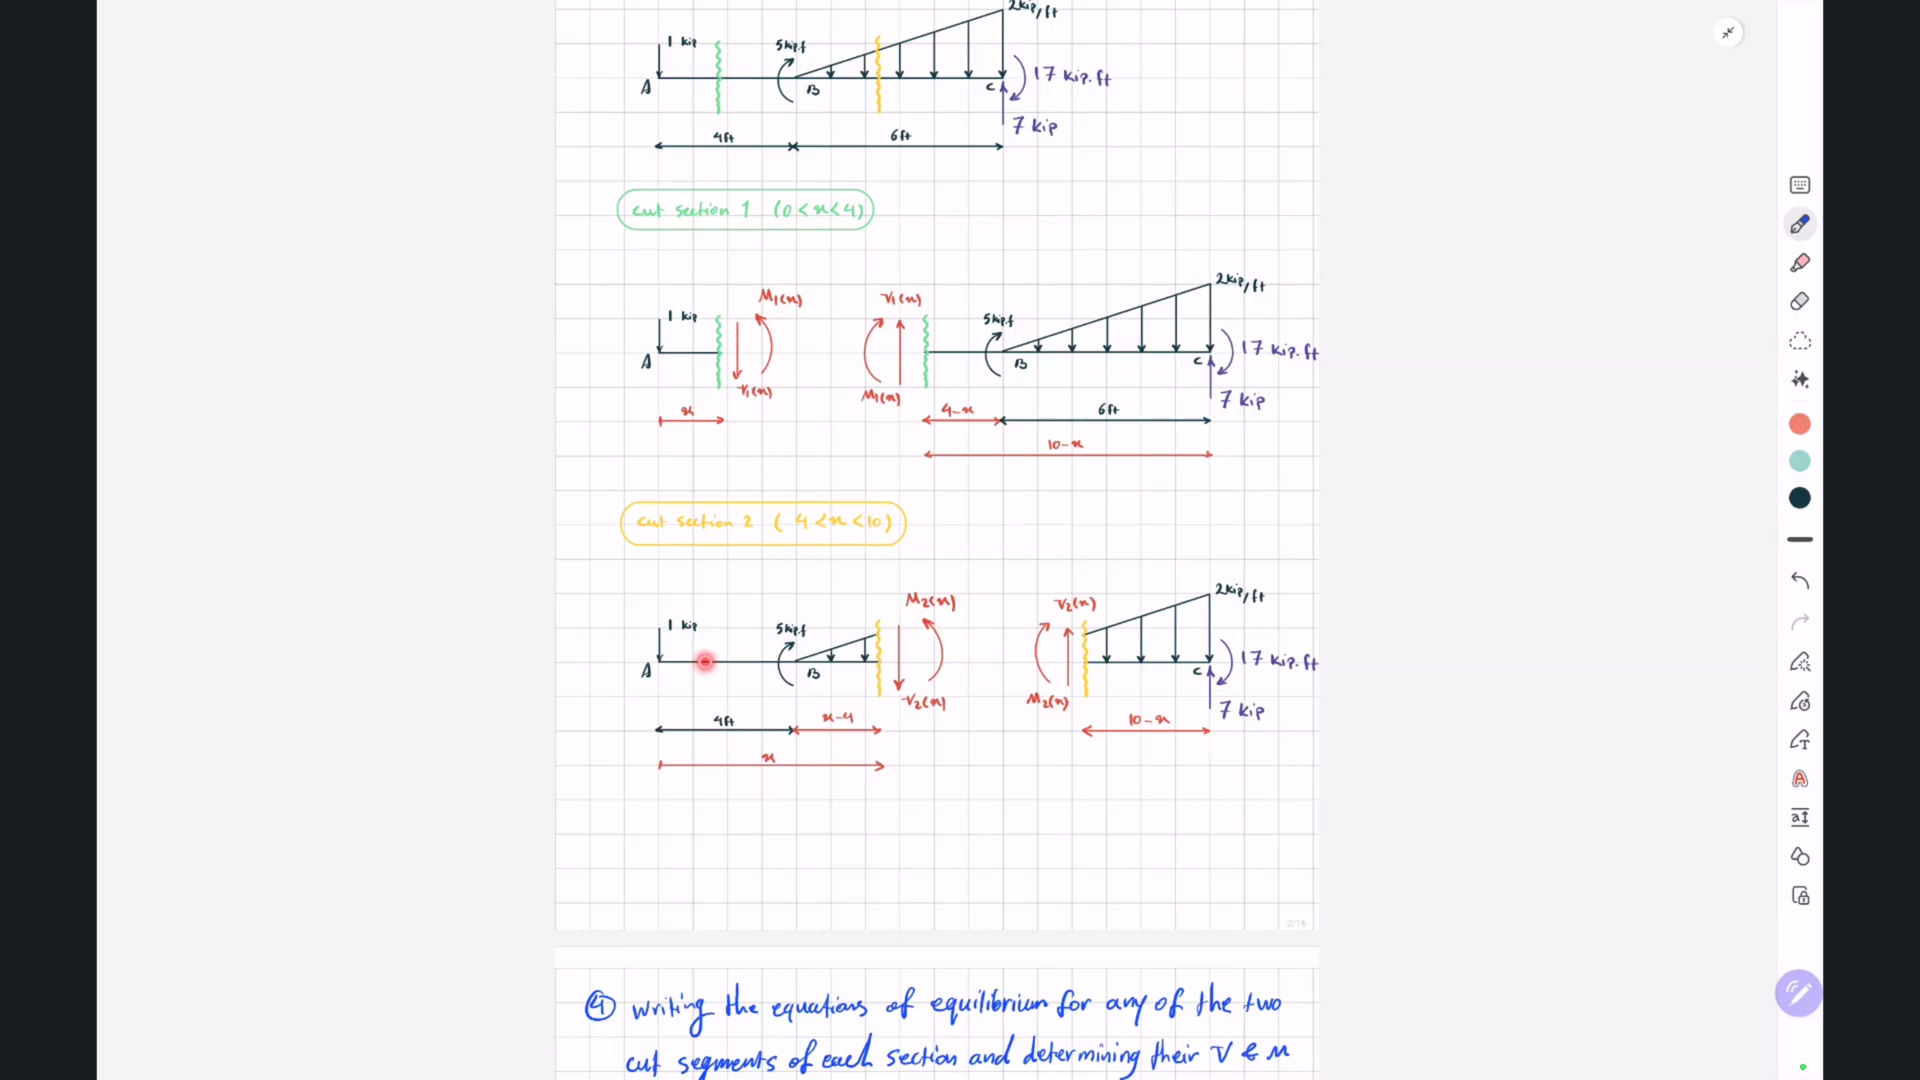 2kip/ft
1 kip
5kip.f
A
B
C
17 kip.ft
7 kip
4ft
6ft
cut section 1 (0<x<4)
M1(x)
V1(x)
2kip/ft
1 kip
5kip.f
A
B
C
17 kip.ft
V1(x)
M1(x)
7 kip
x
4-x
6ft
10-x
cut section 2 ( 4<x<10)
M2(x)
V2(x)
2kip/ft
1 kip
5kip.f
A
B
C
17 kip.ft
V2(x)
M2(x)
7 kip
4ft
x-4
10-x
x
2/16
④ writing the equations of equilibrium for any of the two
cut segments of each section and determining their V & M